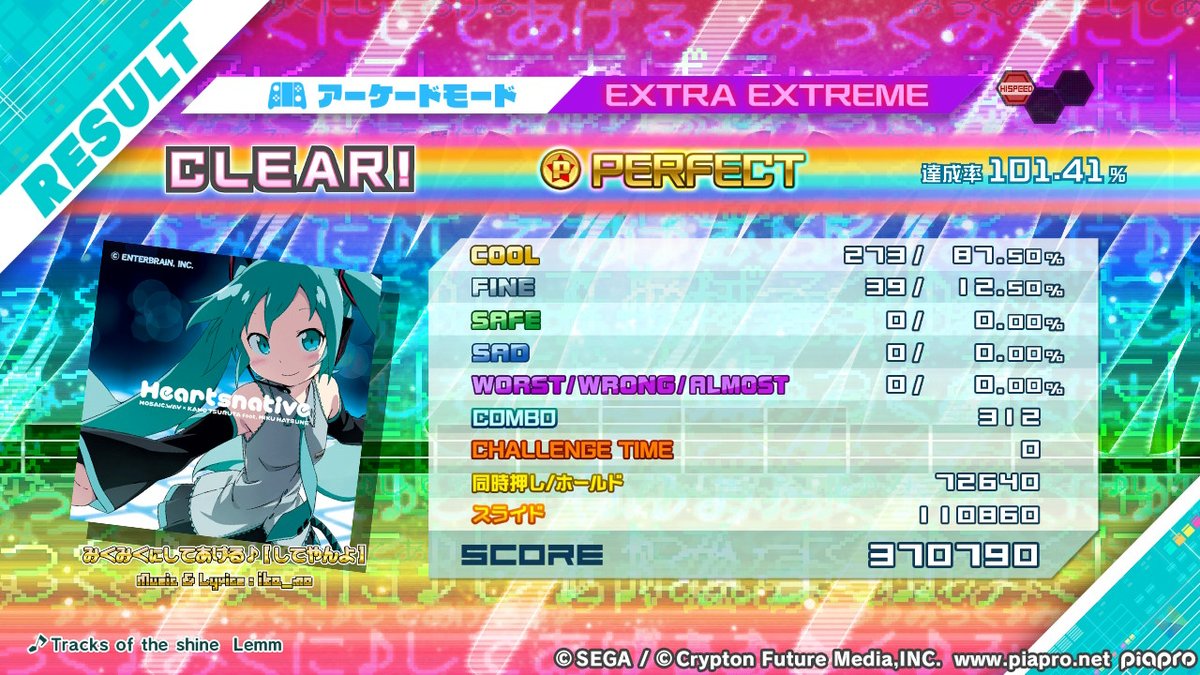 RESULT
アーケードモード
EXTRA EXTREME
HISPEED
CLEAR!
P PERFECT
達成率 101.41%
© ENTERBRAIN, INC.
Heartsnative
COOL 273/ 87.50%
FINE 39/ 12.50%
SAFE 0/ 0.00%
SAD 0/ 0.00%
WORST/WRONG/ALMOST 0/ 0.00%
COMBO 312
CHALLENGE TIME 0
同時押し/ホールド 72640
スライド 110860
SCORE 370790
みくみくにしてあげる♪【してやんよ】
Music & Lyrics : ika_mo
♪Tracks of the shine Lemm
©SEGA / ©Crypton Future Media,INC. www.piapro.net piapro